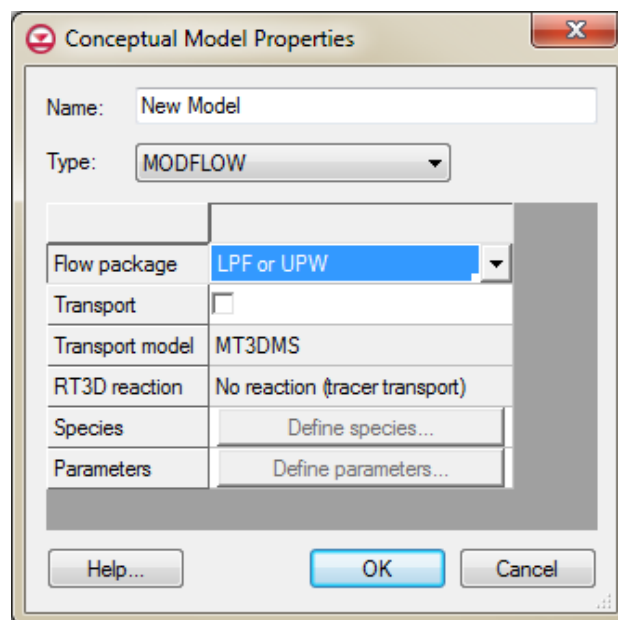 Conceptual Model Properties
Name: New Model
Type: MODFLOW
Flow package LPF or UPW
Transport
Transport model MT3DMS
RT3D reaction No reaction (tracer transport)
Species Define species...
Parameters Define parameters...
Help... OK Cancel